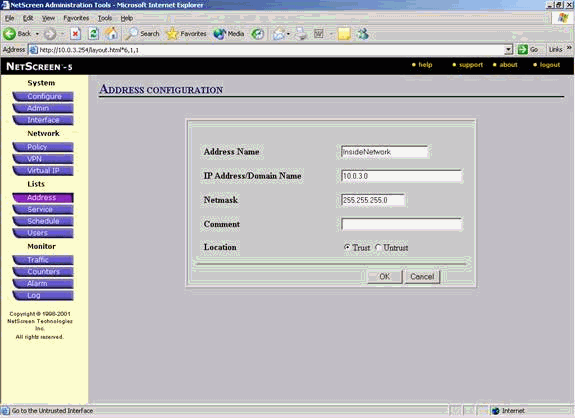 NetScreen Administration Tools - Microsoft Internet Explorer
File Edit View Favorites Tools Help
Back Search Favorites Media
Address http://10.0.3.254/layout.html*6,1,1 Go Links »
NETSCREEN-5 help support about logout
System
Configure
Admin
Interface
Network
Policy
VPN
Virtual IP
Lists
Address
Service
Schedule
Users
Monitor
Traffic
Counters
Alarm
Log
Copyright © 1998-2001
NetScreen Technologies
Inc.
All rights reserved.
ADDRESS CONFIGURATION
Address Name InsideNetwork
IP Address/Domain Name 10.0.3.0
Netmask 255.255.255.0
Comment
Location Trust Untrust
OK Cancel
Go to the Untrusted Interface Internet